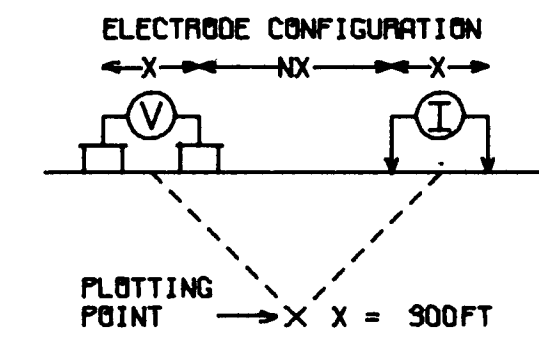 ELECTRODE CONFIGURATION
X NX X
V I
PLOTTING
POINT X = 300FT